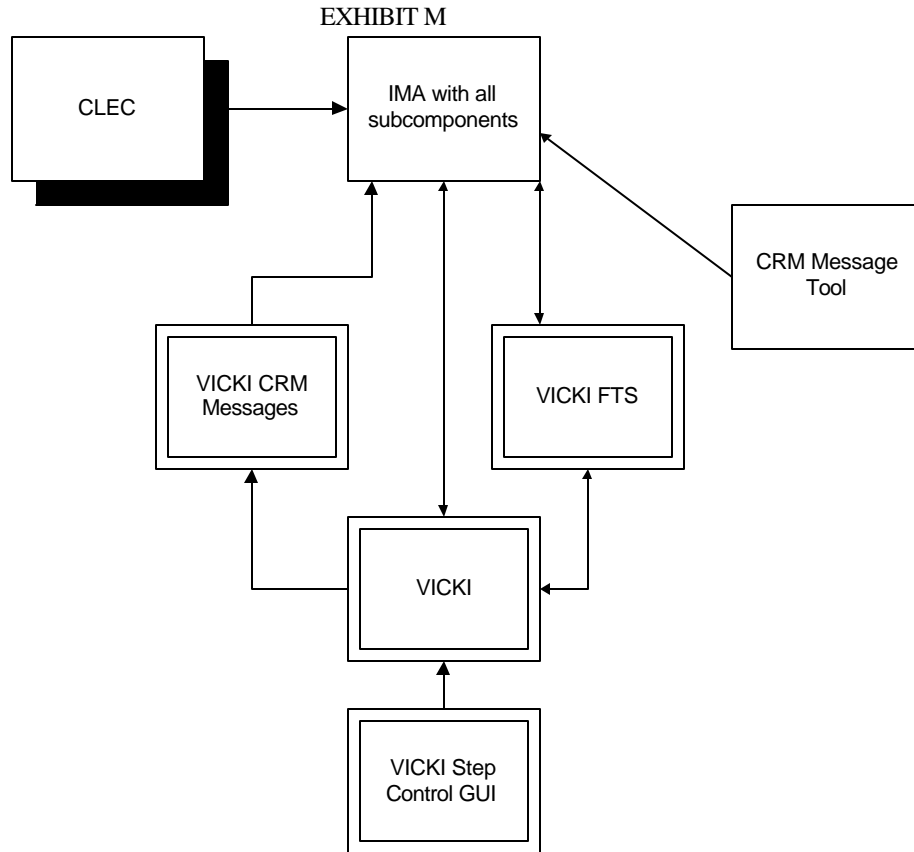 EXHIBIT M
CLEC
IMA with all
subcomponents
CRM Message
Tool
VICKI CRM
Messages
VICKI FTS
VICKI
VICKI Step
Control GUI